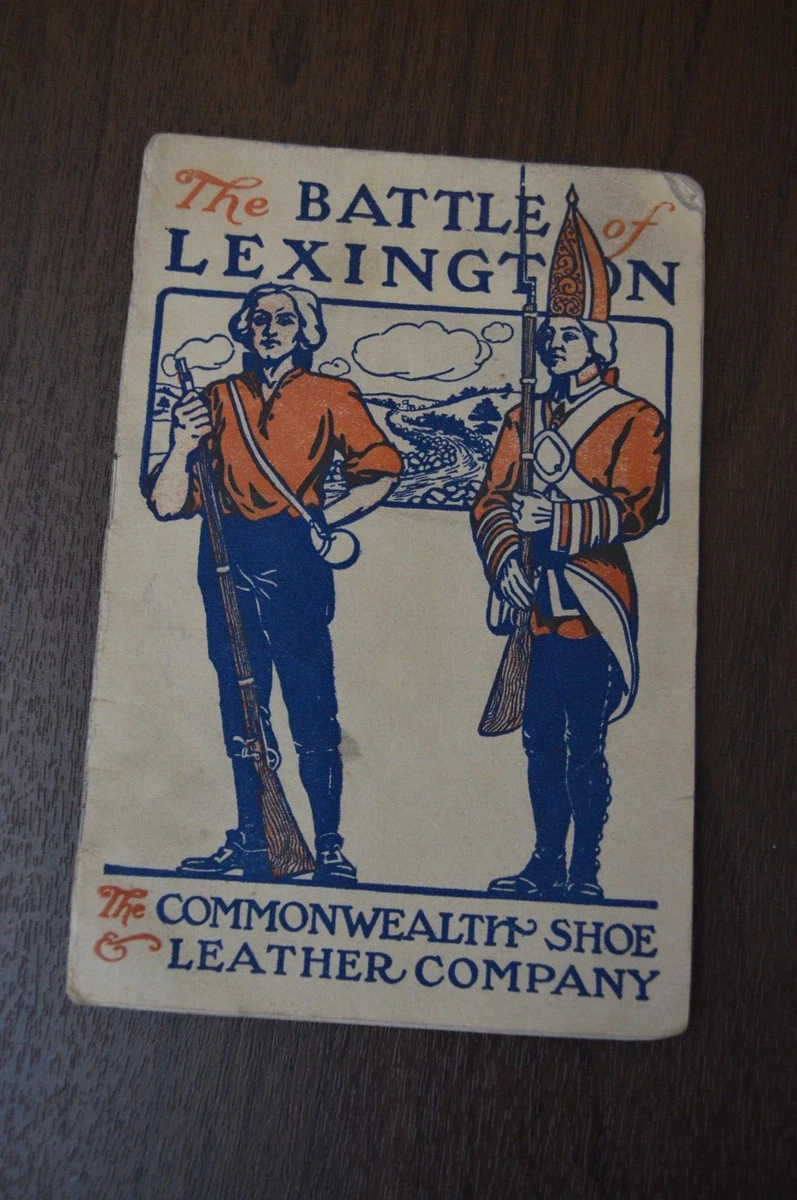 The BATTLE of
LEXINGTON
The COMMONWEALTH SHOE
& LEATHER COMPANY